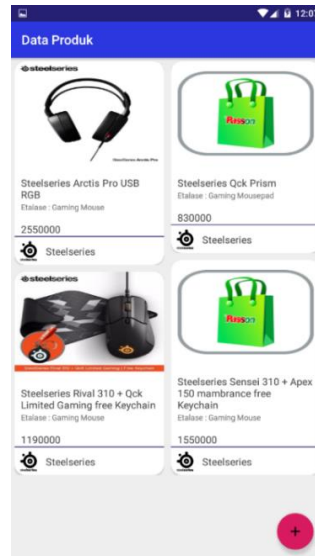 12:0
Data Produk
steelseries
Steelseries Arctis Pro USB
RGB
Etalase : Gaming Mouse
2550000
Steelseries
Steelseries Qck Prism
Etalase : Gaming Mousepad
830000
Steelseries
steelseries
Steelseries Rival 310 + Qck
Limited Gaming free Keychain
Etalase : Gaming Mouse
1190000
Steelseries
Steelseries Sensei 310 + Apex
150 mambrance free
Keychain
Etalase : Gaming Mouse
1550000
Steelseries
+